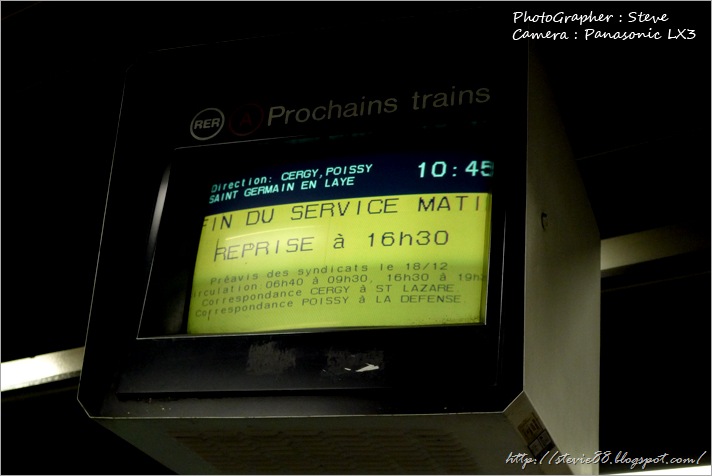 PhotoGrapher : Steve
Camera : Panasonic LX3
RER A Prochains trains
Direction: CERGY,POISSY
SAINT GERMAIN EN LAYE
10:45
FIN DU SERVICE MATI
REPRISE à 16h30
Préavis des syndicats le 18/12
irculation: 06h40 à 09h30, 16h30 à 19h
Correspondance CERGY à ST LAZARE
Correspondance POISSY à LA DEFENSE
http://stevie88.blogspot.com/